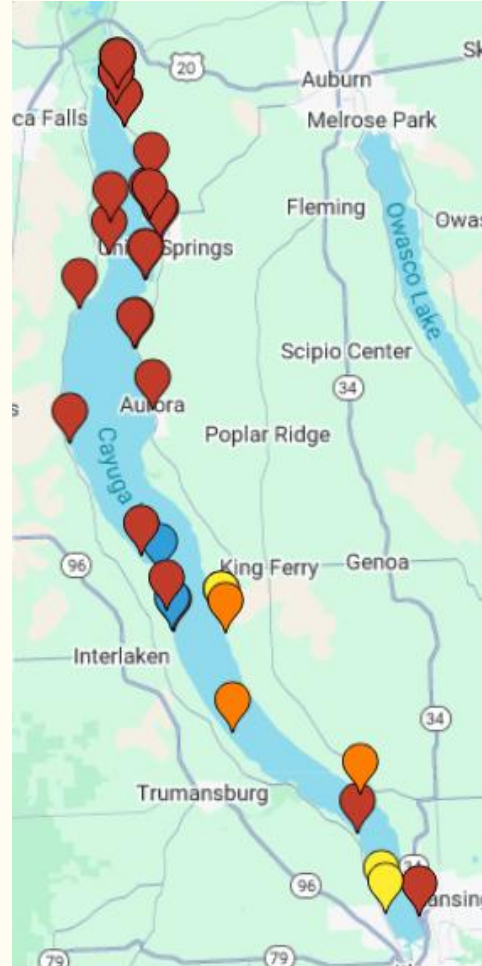 Sk
20
Auburn
ca Falls
Melrose Park
Fleming
Owas
Springs
Owasco Lake
Scipio Center
34
Aurora
s
Poplar Ridge
Cayuga
96
King Ferry
Genoa
Interlaken
34
Trumansburg
96
34
ansing
79
79